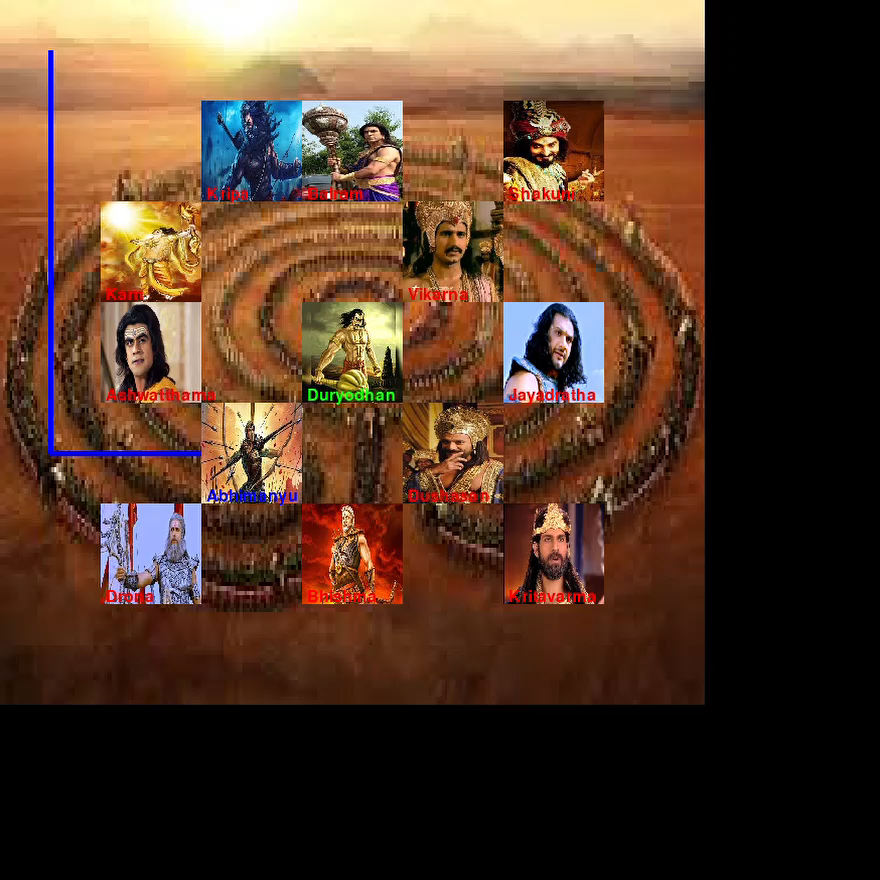 Kripa
Balram
Shakuni
Karn
Vikarna
Ashwatthama
Duryodhan
Jayadratha
Abhimanyu
Dushasan
Drona
Bhishma
Kritavarma